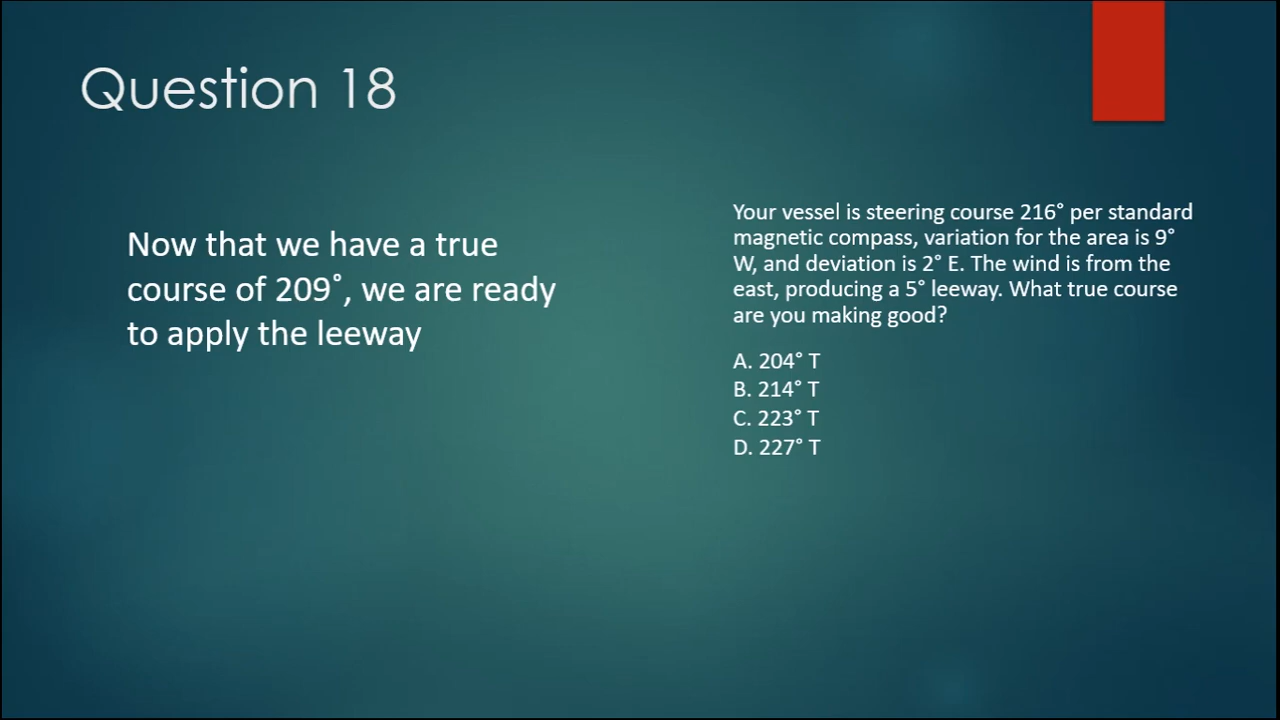 Question 18
Now that we have a true
course of 209˚, we are ready
to apply the leeway
Your vessel is steering course 216° per standard
magnetic compass, variation for the area is 9°
W, and deviation is 2° E. The wind is from the
east, producing a 5° leeway. What true course
are you making good?
A. 204° T
B. 214° T
C. 223° T
D. 227° T